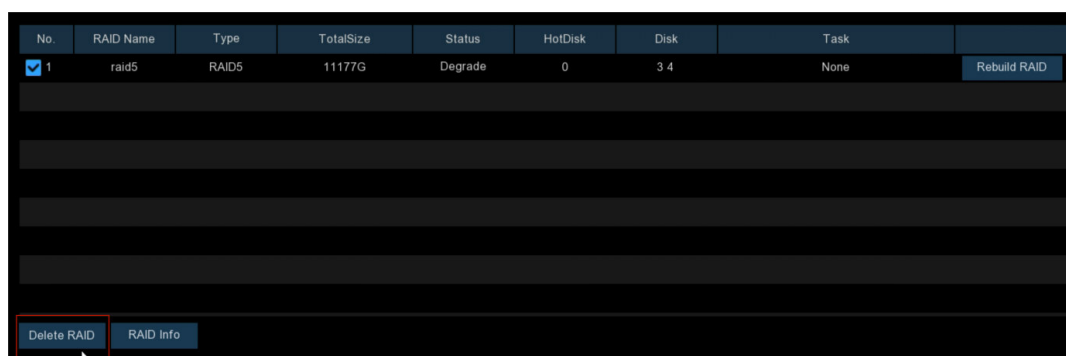 No. RAID Name Type TotalSize Status HotDisk Disk Task
1 raid5 RAID5 11177G Degrade 0 3 4 None Rebuild RAID
Delete RAID RAID Info